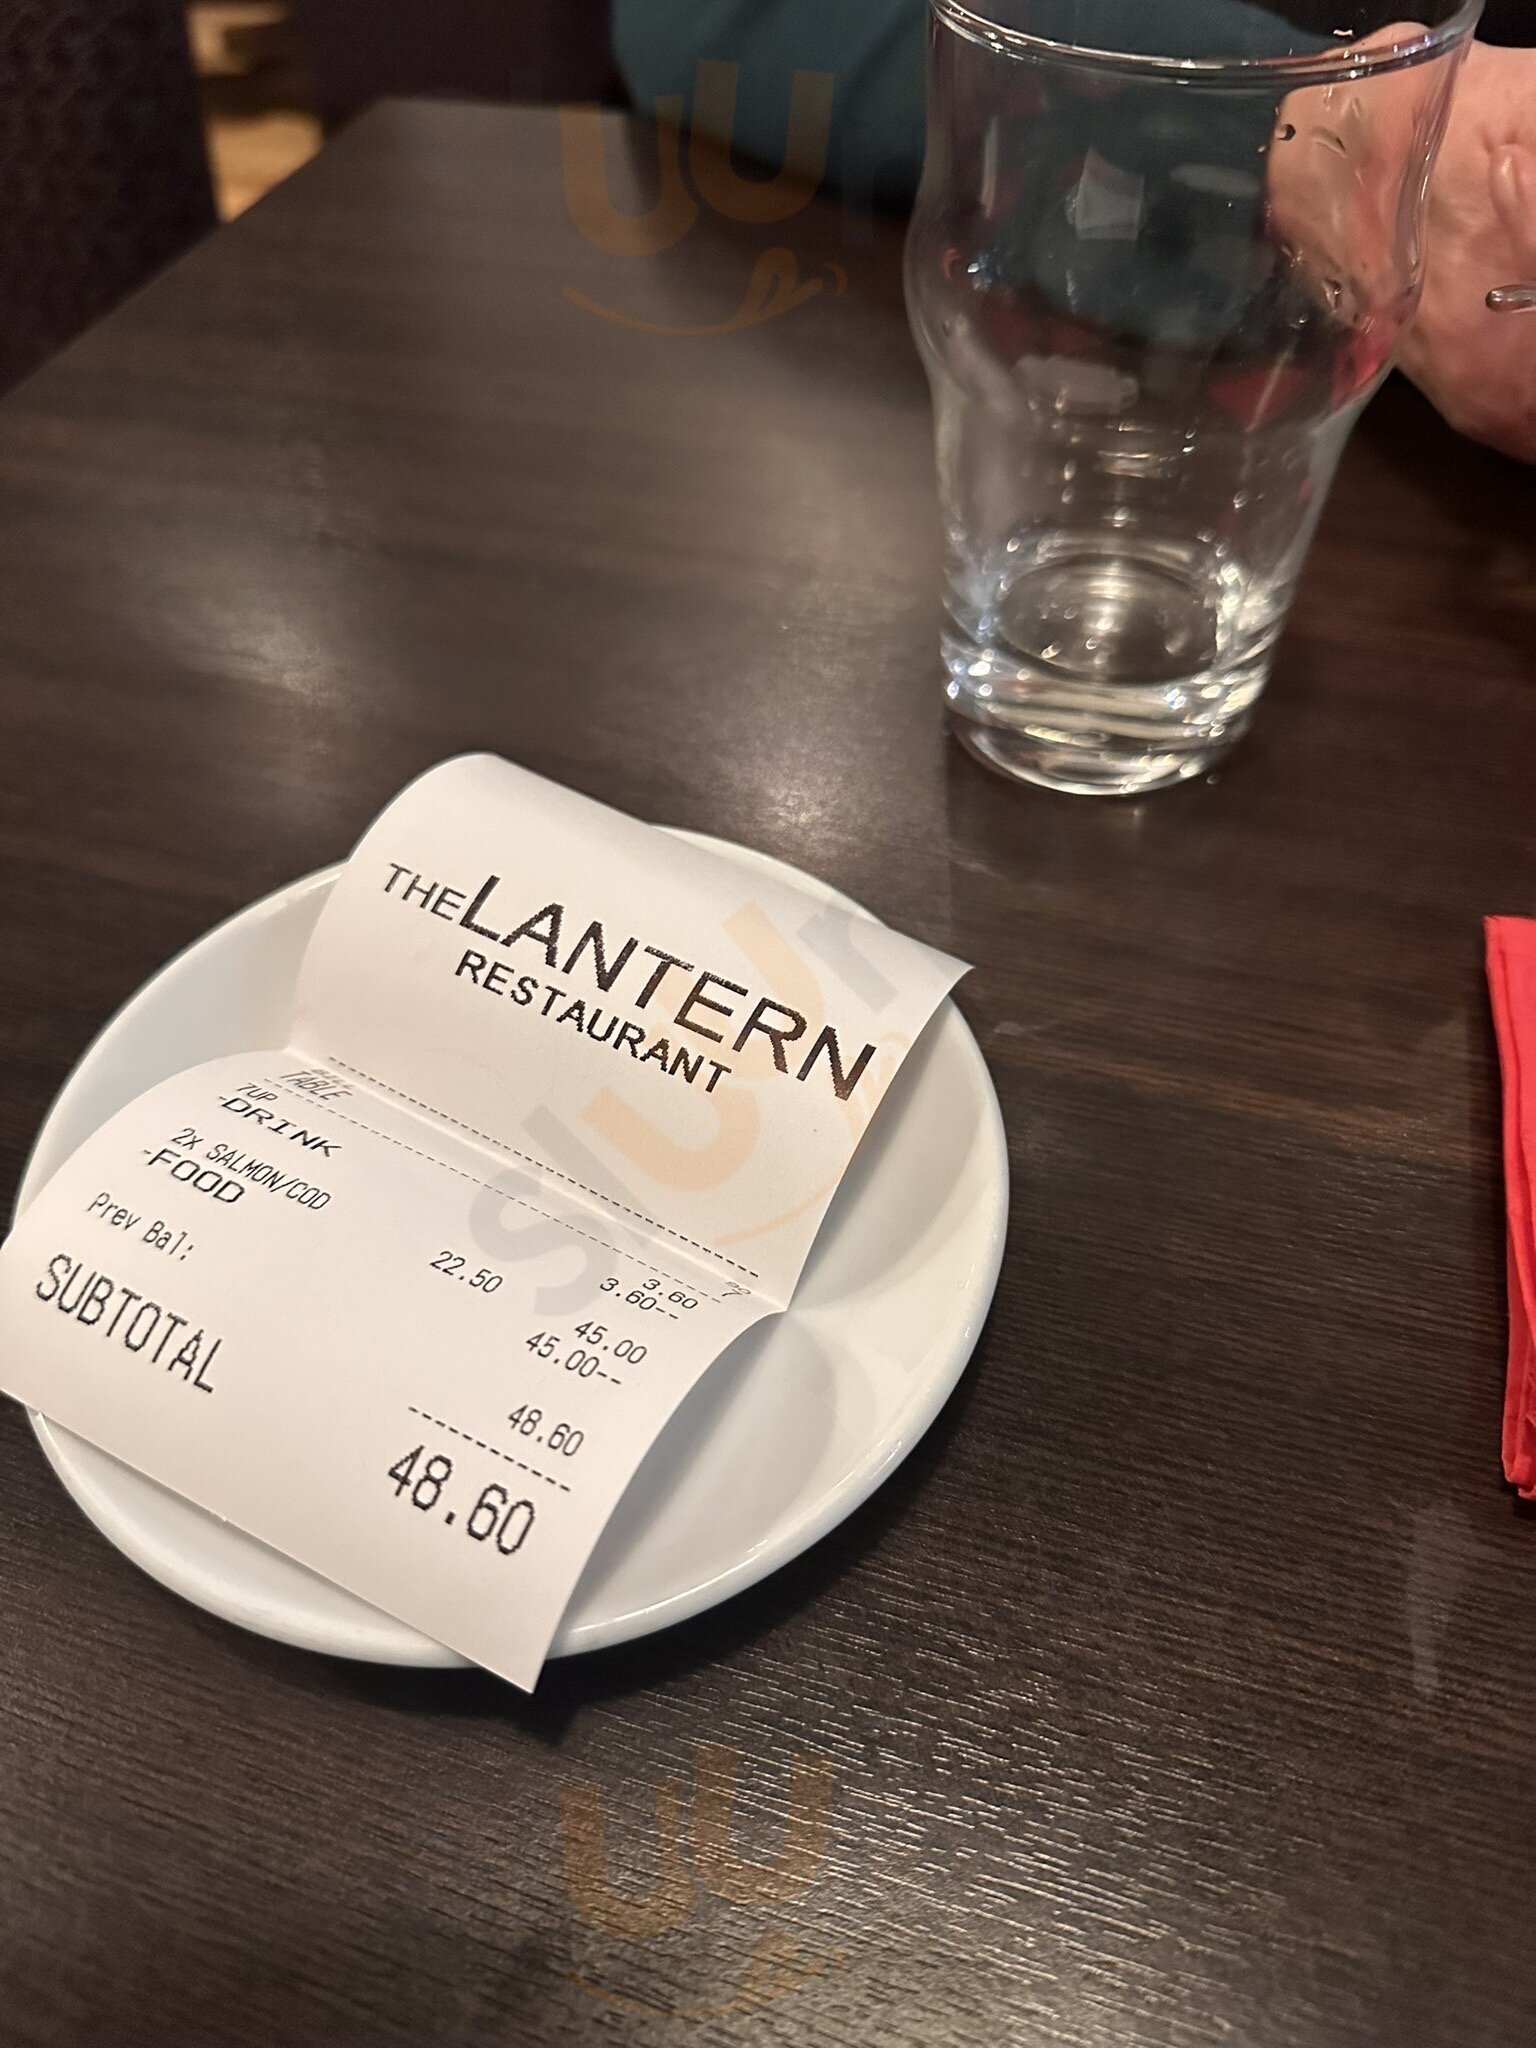 THE LANTERN
RESTAURANT
TABLE
7UP 3.60
-DRINK 3.60--
2x SALMON/COD 22.50 45.00
-FOOD 45.00--
Prev Bal: 48.60
SUBTOTAL 48.60
sluurp